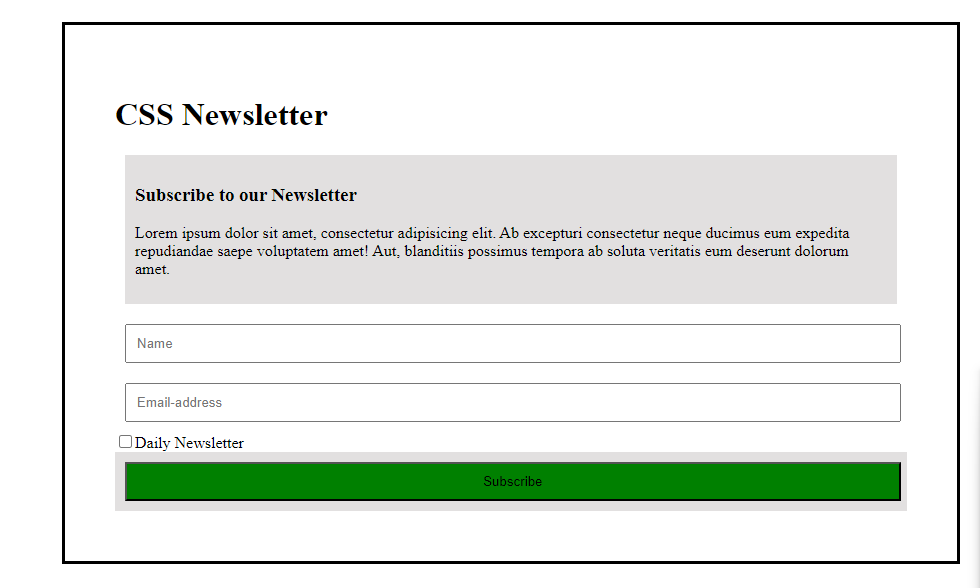 CSS Newsletter
Subscribe to our Newsletter
Lorem ipsum dolor sit amet, consectetur adipisicing elit. Ab excepturi consectetur neque ducimus eum expedita
repudiandae saepe voluptatem amet! Aut, blanditiis possimus tempora ab soluta veritatis eum deserunt dolorum
amet.
Name
Email-address
Daily Newsletter
Subscribe